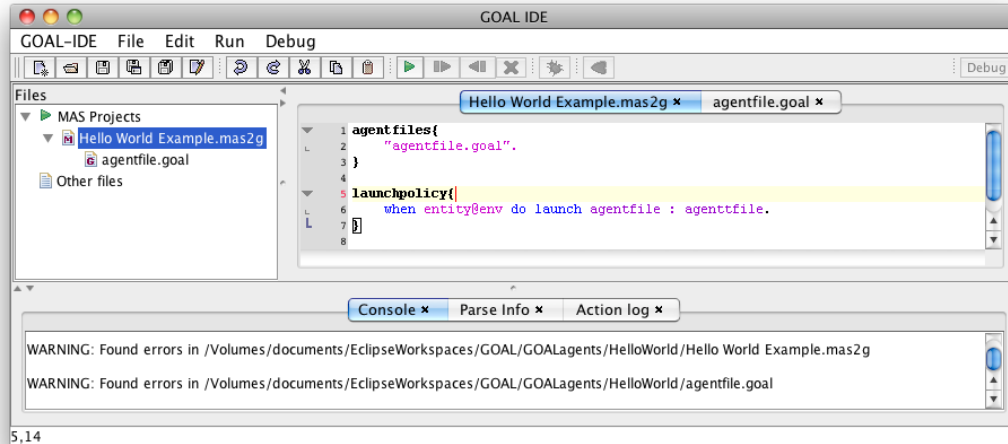 GOAL IDE
GOAL-IDE File Edit Run Debug
Debug
Files
MAS Projects
M Hello World Example.mas2g
G agentfile.goal
Other files
Hello World Example.mas2g × agentfile.goal ×
1 agentfiles{
2 "agentfile.goal".
3 }
4
5 launchpolicy{
6 when entity@env do launch agentfile : agenttfile.
7 }
8
Console × Parse Info × Action log ×
WARNING: Found errors in /Volumes/documents/EclipseWorkspaces/GOAL/GOALagents/HelloWorld/Hello World Example.mas2g
WARNING: Found errors in /Volumes/documents/EclipseWorkspaces/GOAL/GOALagents/HelloWorld/agentfile.goal
5,14